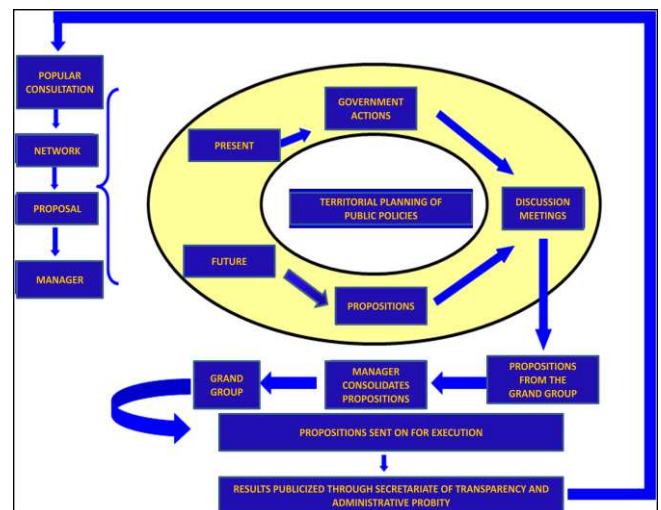 POPULAR
CONSULTATION
NETWORK
PROPOSAL
MANAGER
GOVERNMENT
ACTIONS
PRESENT
TERRITORIAL PLANNING OF
PUBLIC POLICIES
DISCUSSION
MEETINGS
FUTURE
PROPOSITIONS
GRAND
GROUP
MANAGER
CONSOLIDATES
PROPOSITIONS
PROPOSITIONS
FROM THE
GRAND GROUP
PROPOSITIONS SENT ON FOR EXECUTION
RESULTS PUBLICIZED THROUGH SECRETARIATE OF TRANSPARENCY AND
ADMINISTRATIVE PROBITY